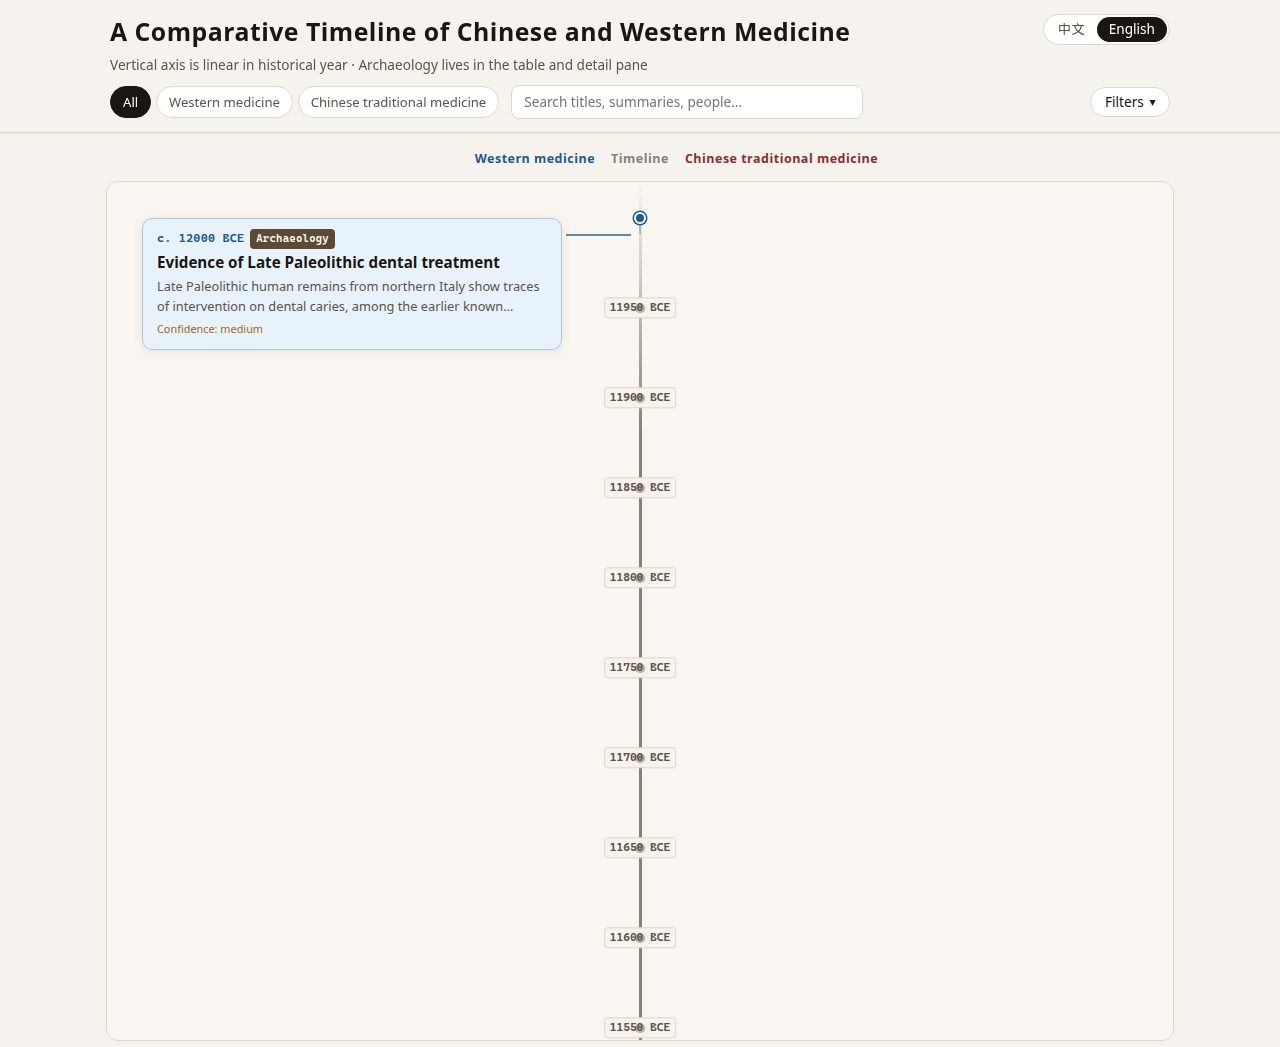 A Comparative Timeline of Chinese and Western Medicine
中文 English
Vertical axis is linear in historical year · Archaeology lives in the table and detail pane
All Western medicine Chinese traditional medicine Search titles, summaries, people... Filters ▾
Western medicine Timeline Chinese traditional medicine
c. 12000 BCE Archaeology
Evidence of Late Paleolithic dental treatment
Late Paleolithic human remains from northern Italy show traces
of intervention on dental caries, among the earlier known...
Confidence: medium
11950 BCE
11900 BCE
11850 BCE
11800 BCE
11750 BCE
11700 BCE
11650 BCE
11600 BCE
11550 BCE